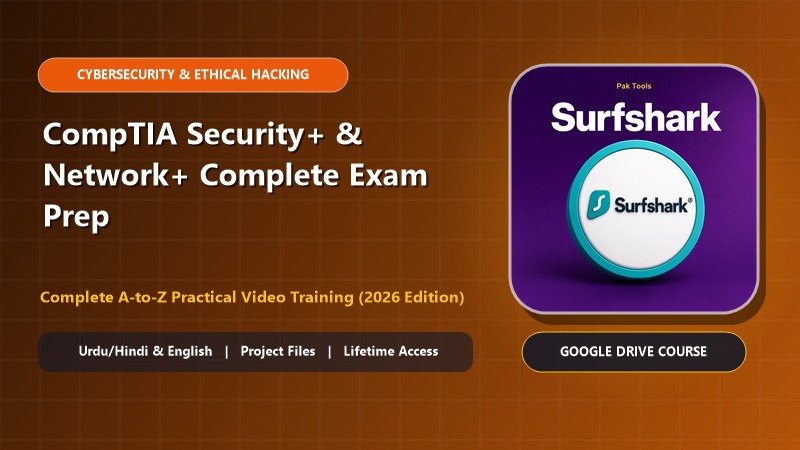 CYBERSECURITY & ETHICAL HACKING
CompTIA Security+ &
Network+ Complete Exam
Prep
Complete A-to-Z Practical Video Training (2026 Edition)
Urdu/Hindi & English | Project Files | Lifetime Access
Pak Tools
Surfshark
Surfshark®
GOOGLE DRIVE COURSE